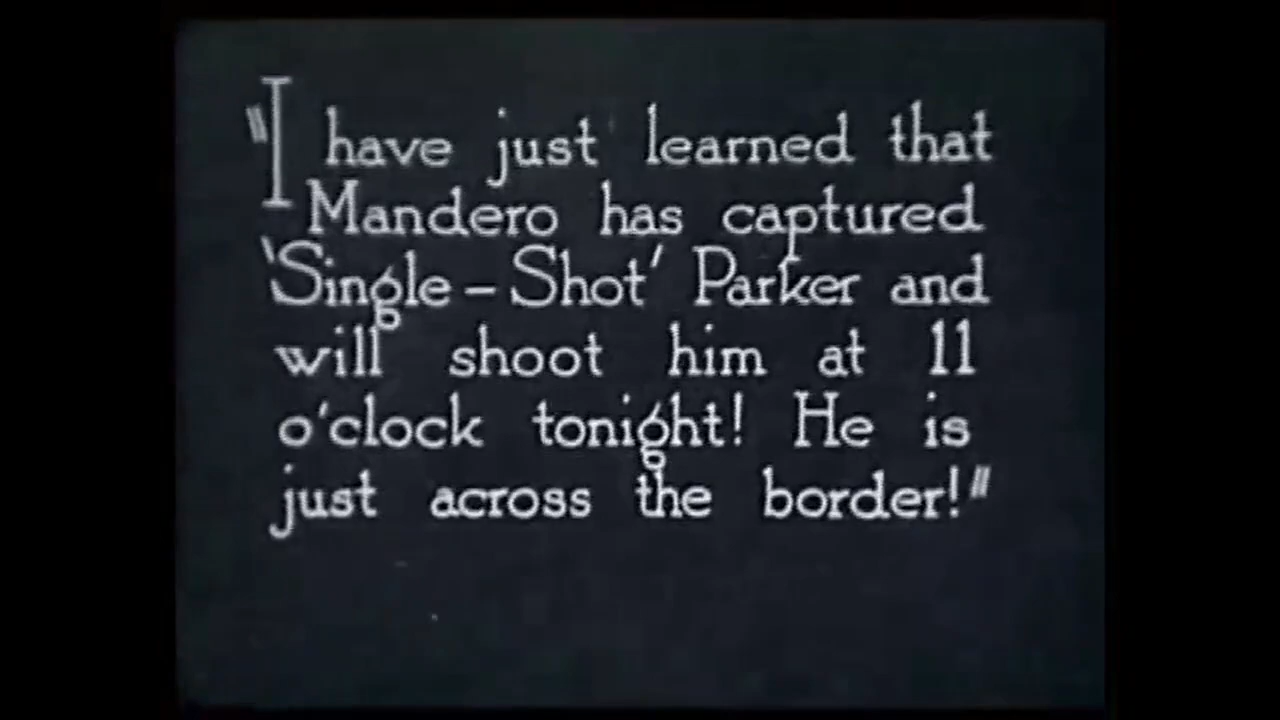 "I have just learned that
Mandero has captured
'Single-Shot' Parker and
will shoot him at 11
o'clock tonight! He is
just across the border!"